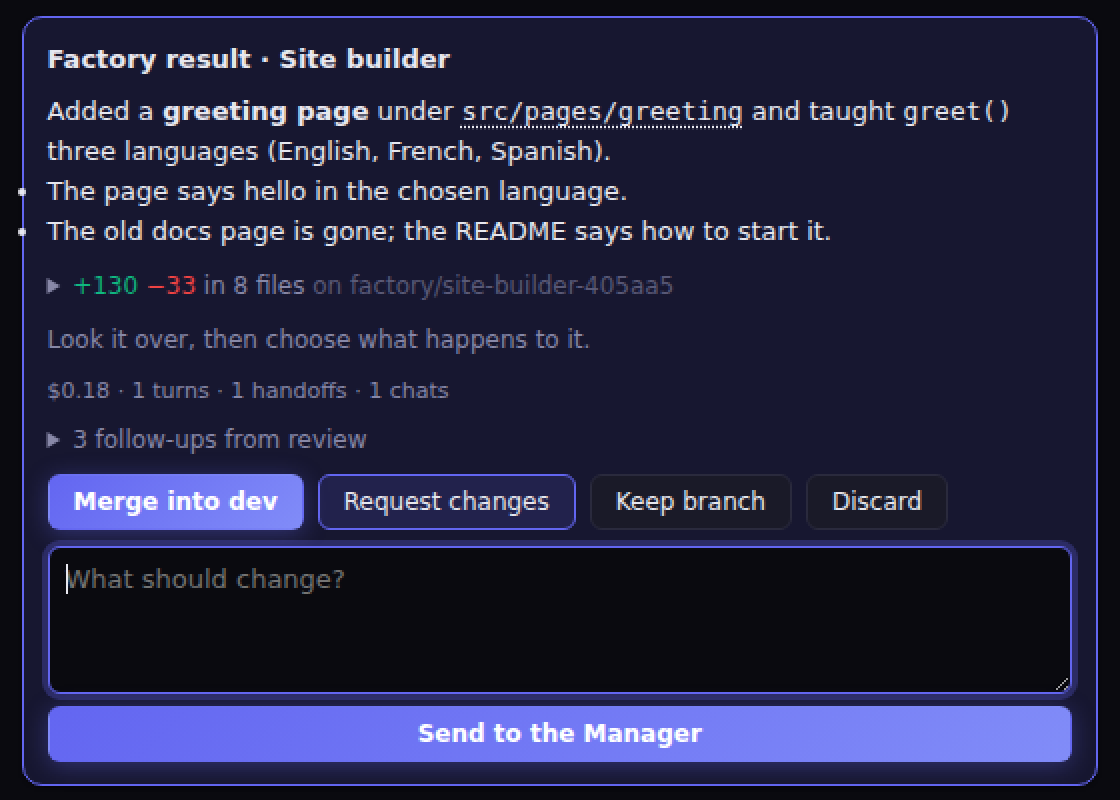 Factory result · Site builder
Added a greeting page under src/pages/greeting and taught greet()
three languages (English, French, Spanish).
• The page says hello in the chosen language.
• The old docs page is gone; the README says how to start it.
▶ +130 −33 in 8 files on factory/site-builder-405aa5
Look it over, then choose what happens to it.
$0.18 · 1 turns · 1 handoffs · 1 chats
▶ 3 follow-ups from review
Merge into dev Request changes Keep branch Discard
What should change?
Send to the Manager